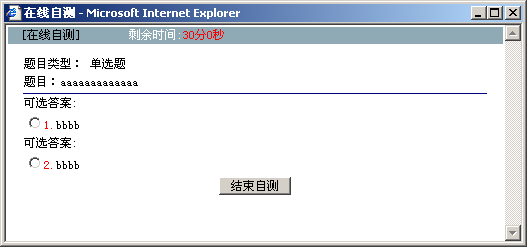 在线自测 - Microsoft Internet Explorer
[在线自测] 剩余时间:30分0秒
题目类型： 单选题
题目：aaaaaaaaaaaaa
可选答案:
1.bbbb
可选答案:
2.bbbb
结束自测